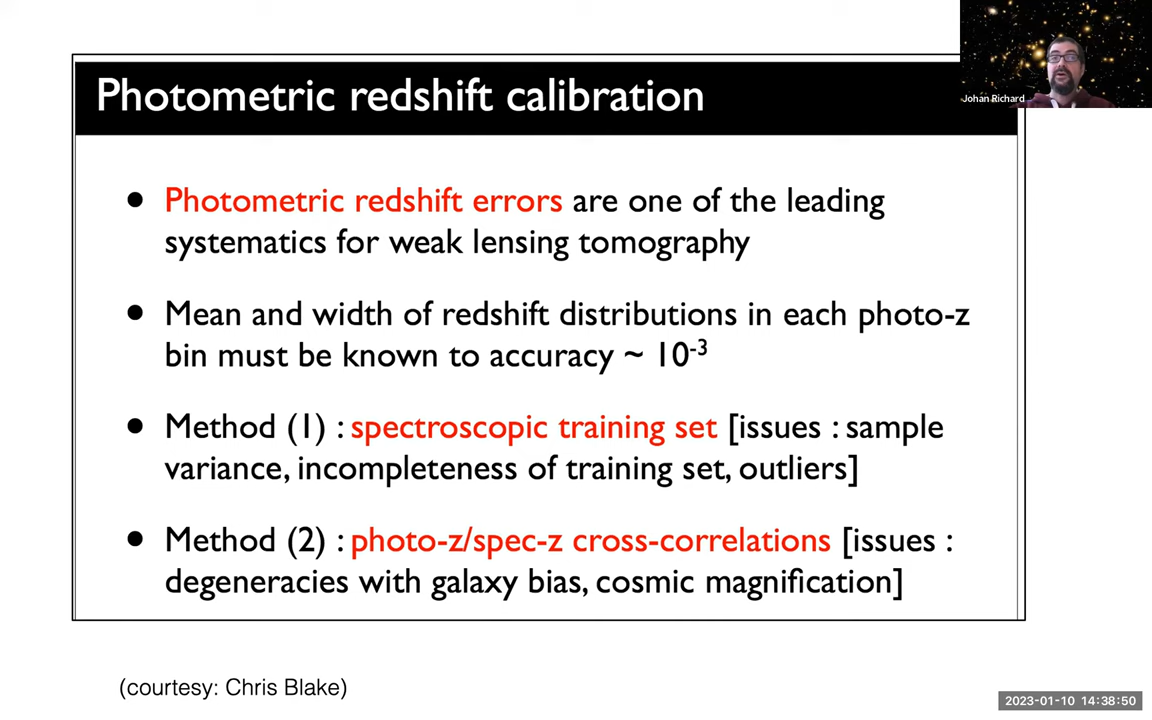 Photometric redshift calibration
Johan Richard
● Photometric redshift errors are one of the leading
systematics for weak lensing tomography
● Mean and width of redshift distributions in each photo-z
bin must be known to accuracy ~ 10⁻³
● Method (1) : spectroscopic training set [issues : sample
variance, incompleteness of training set, outliers]
● Method (2) : photo-z/spec-z cross-correlations [issues :
degeneracies with galaxy bias, cosmic magnification]
(courtesy: Chris Blake)
2023-01-10 14:38:50